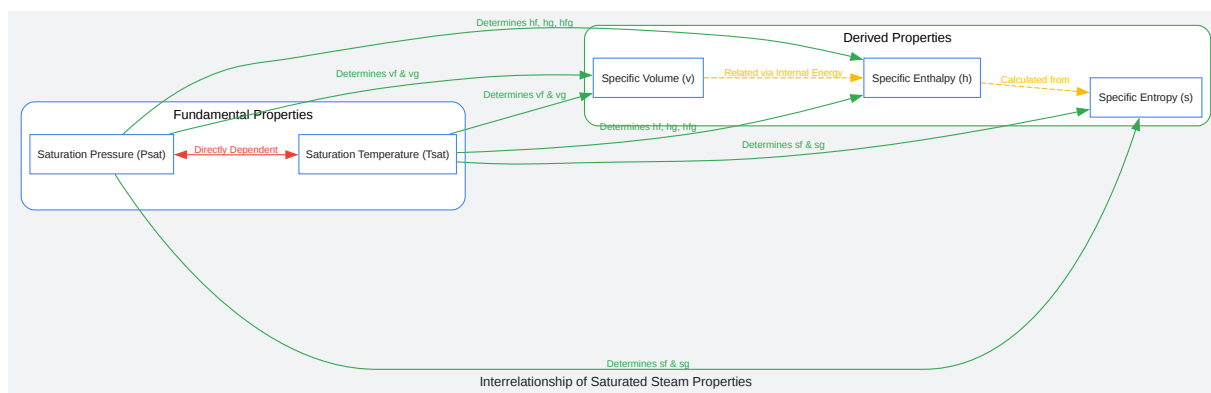 Determines hf, hg, hfg
Derived Properties
Determines vf & vg
Specific Volume (v)
Related via Internal Energy
Specific Enthalpy (h)
Calculated from
Specific Entropy (s)
Determines vf & vg
Fundamental Properties
Determines hf, hg, hfg
Saturation Pressure (Psat)
Directly Dependent
Saturation Temperature (Tsat)
Determines sf & sg
Determines sf & sg
Interrelationship of Saturated Steam Properties